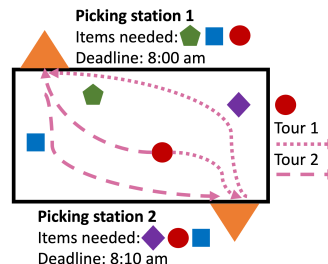 Picking station 1
Items needed:
Deadline: 8:00 am
Tour 1
Tour 2
Picking station 2
Items needed:
Deadline: 8:10 am